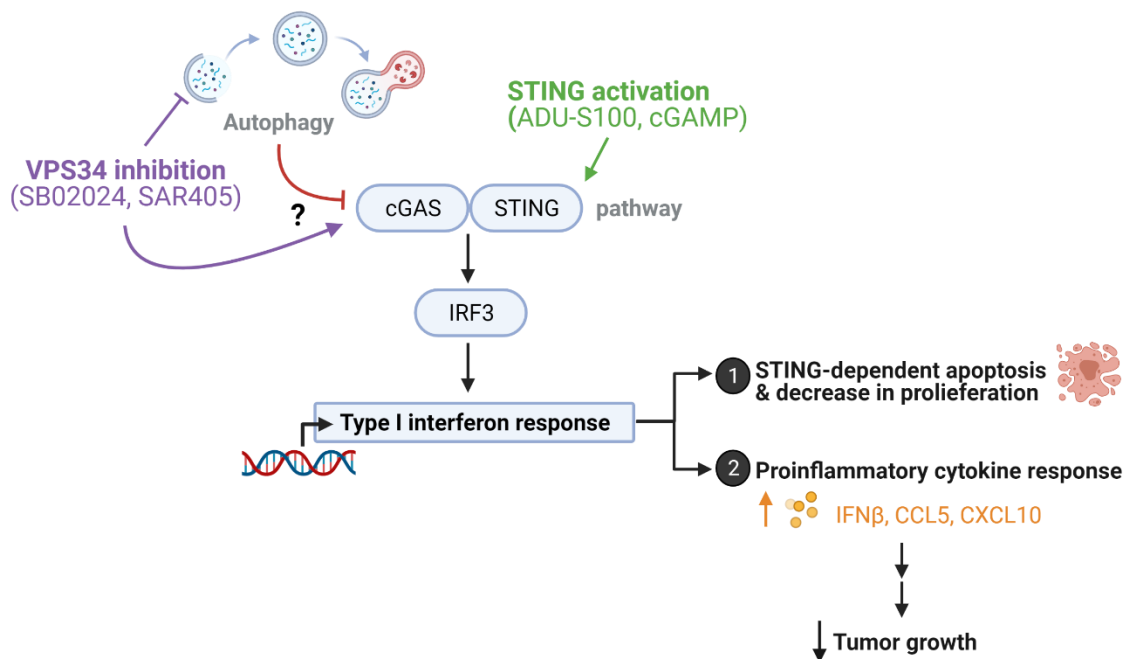 Autophagy
STING activation
(ADU-S100, cGAMP)
VPS34 inhibition
(SB02024, SAR405)
?
cGAS
STING
pathway
IRF3
Type I interferon response
1
STING-dependent apoptosis
& decrease in prolieferation
2
Proinflammatory cytokine response
IFNβ, CCL5, CXCL10
Tumor growth